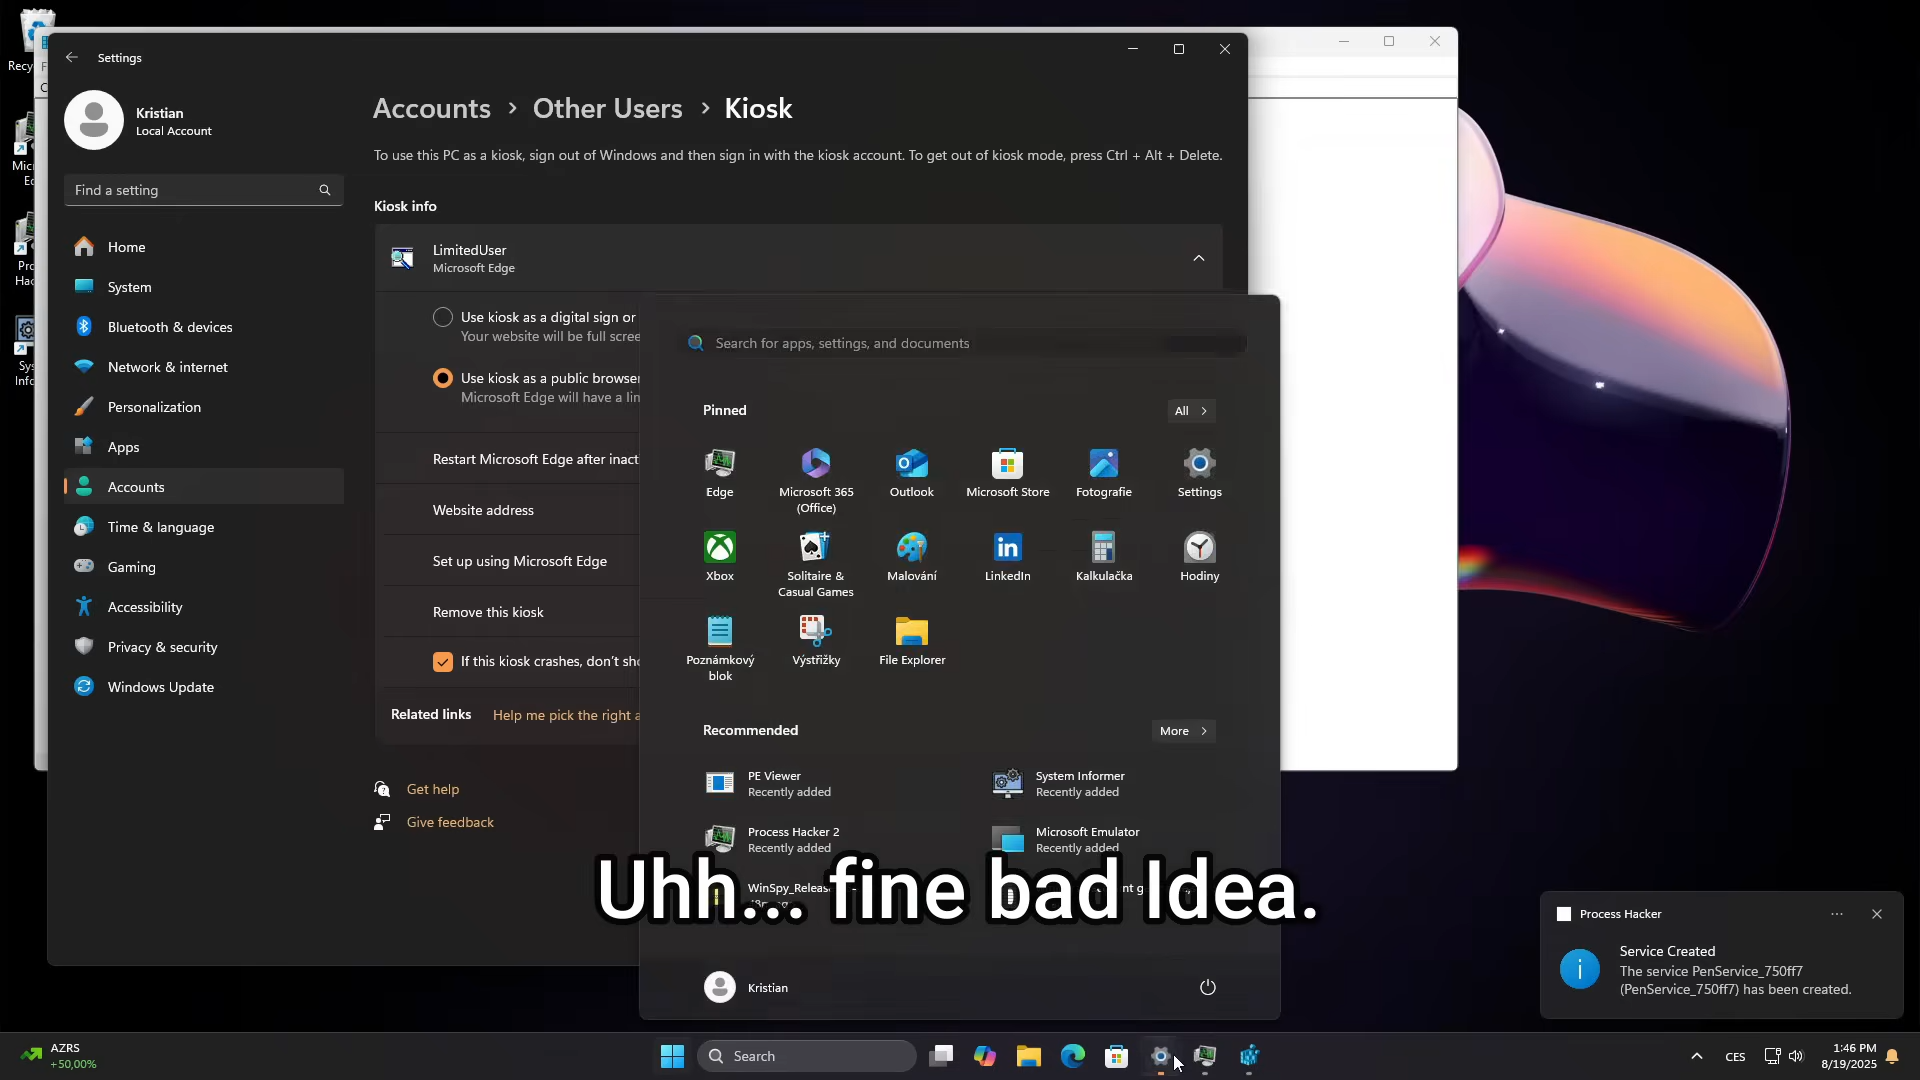 Settings
Kristian
Local Account
Find a setting
Home
System
Bluetooth & devices
Network & internet
Personalization
Apps
Accounts
Time & language
Gaming
Accessibility
Privacy & security
Windows Update
Accounts > Other Users > Kiosk
To use this PC as a kiosk, sign out of Windows and then sign in with the kiosk account. To get out of kiosk mode, press Ctrl + Alt + Delete.
Kiosk info
LimitedUser
Microsoft Edge
Use kiosk as a digital sign or
Your website will be full scree
Use kiosk as a public browser
Microsoft Edge will have a lin
Restart Microsoft Edge after inact
Website address
Set up using Microsoft Edge
Remove this kiosk
If this kiosk crashes, don't sho
Related links Help me pick the right a
Get help
Give feedback
Search for apps, settings, and documents
Pinned
All
Edge
Microsoft 365
(Office)
Outlook
Microsoft Store
Fotografie
Settings
Xbox
Solitaire &
Casual Games
Malování
LinkedIn
Kalkulačka
Hodiny
Poznámkový
blok
Výstřižky
File Explorer
Recommended
More
PE Viewer
Recently added
System Informer
Recently added
Process Hacker 2
Recently added
Microsoft Emulator
Recently added
Uhh... fine bad Idea.
Kristian
Process Hacker
Service Created
The service PenService_750ff7
(PenService_750ff7) has been created.
AZRS
+50,00%
Search
CES
1:46 PM
8/19/2025